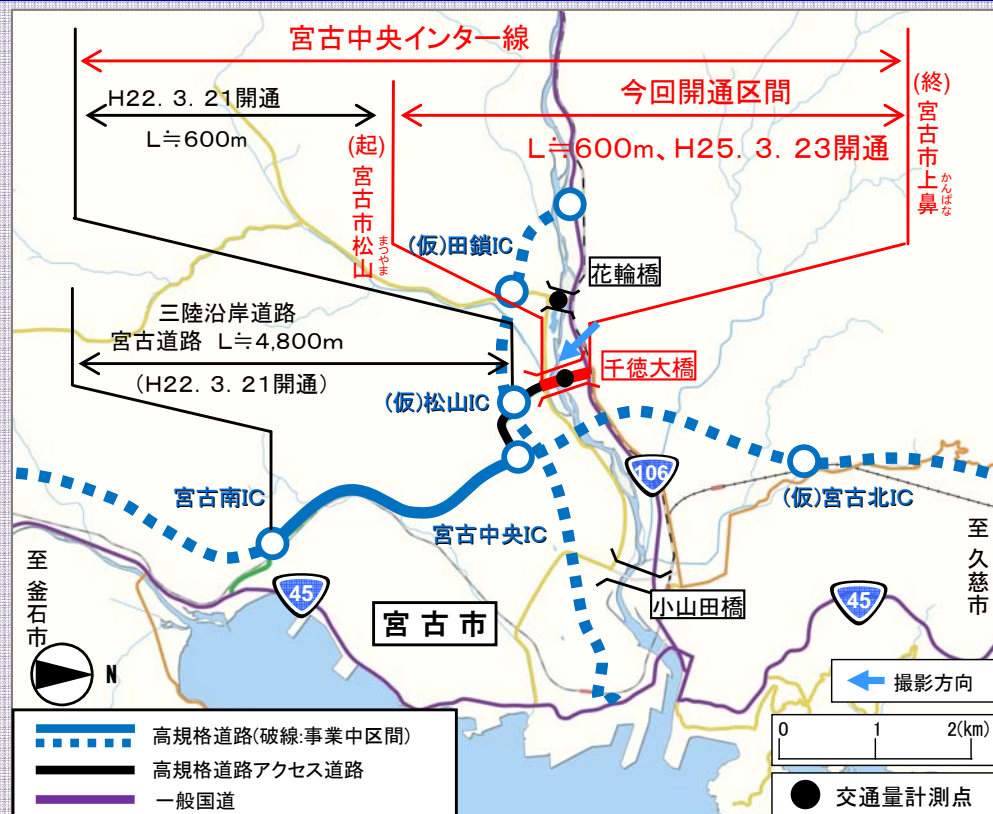 宮古中央インター線
H22. 3. 21開通
L≒600m
今回開通区間
L≒600m、H25. 3. 23開通
(起)宮古市松山
まつやま
(終)宮古市上鼻
かんばな
(仮)田鎖IC
花輪橋
三陸沿岸道路
宮古道路 L≒4,800m
(H22. 3. 21開通)
千徳大橋
(仮)松山IC
106
宮古南IC
宮古中央IC
(仮)宮古北IC
至釜石市
至久慈市
45
宮古市
小山田橋
45
N
撮影方向
0 1 2(km)
交通量計測点
高規格道路(破線:事業中区間)
高規格道路アクセス道路
一般国道